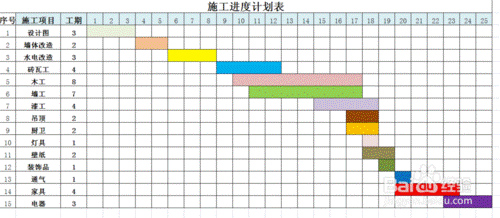 施工进度计划表
序号 施工项目 工期 1 2 3 4 5 6 7 8 9 10 11 12 13 14 15 16 17 18 19 20 21 22 23 24 25
1 设计图 3
2 墙体改造 2
3 水电改造 3
4 砖瓦工 4
5 木工 8
6 墙工 7
7 漆工 4
8 吊顶 2
9 厨卫 2
10 灯具 1
11 壁纸 2
12 装饰品 1
13 通气 1
14 家具 4
15 电器 3
Baidu 经验